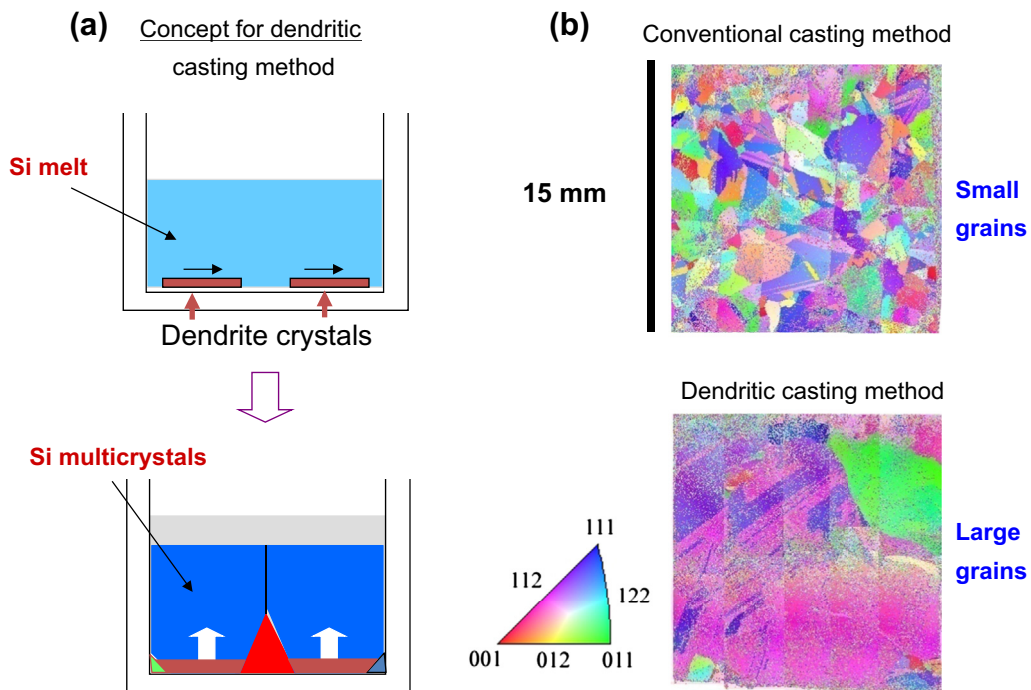 (a)
Concept for dendritic
casting method
Si melt
Dendrite crystals
Si multicrystals
(b)
Conventional casting method
15 mm
Small
grains
Dendritic casting method
Large
grains
111
112
122
001
012
011